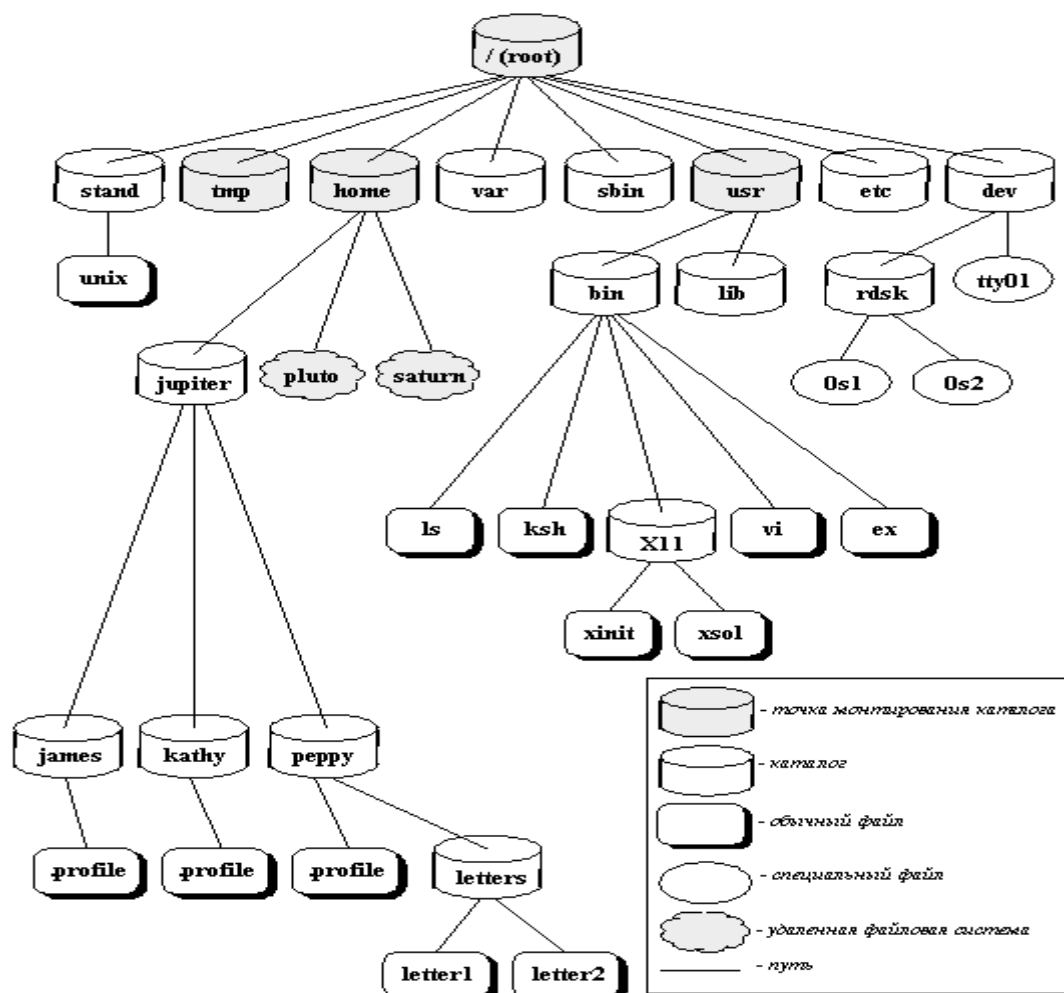 / (root)
stand tmp home var sbin usr etc dev
unix
bin lib rdsk tty01
jupiter pluto saturn
0s1 0s2
ls ksh X11 vi ex
xinit xsol
james kathy peppy
.profile .profile .profile
letters
letter1 letter2
- точка монтирования каталога
- каталог
- обычный файл
- специальный файл
- удаленная файловая система
- путь